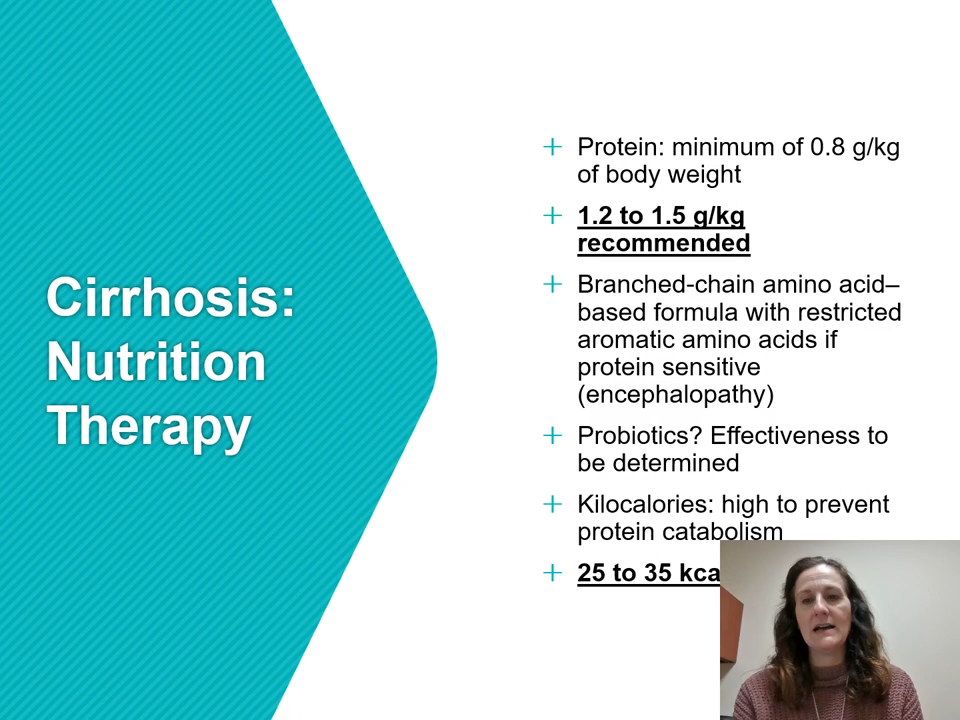 Cirrhosis:
Nutrition
Therapy
Protein: minimum of 0.8 g/kg
of body weight
1.2 to 1.5 g/kg
recommended
Branched-chain amino acid–
based formula with restricted
aromatic amino acids if
protein sensitive
(encephalopathy)
Probiotics? Effectiveness to
be determined
Kilocalories: high to prevent
protein catabolism
25 to 35